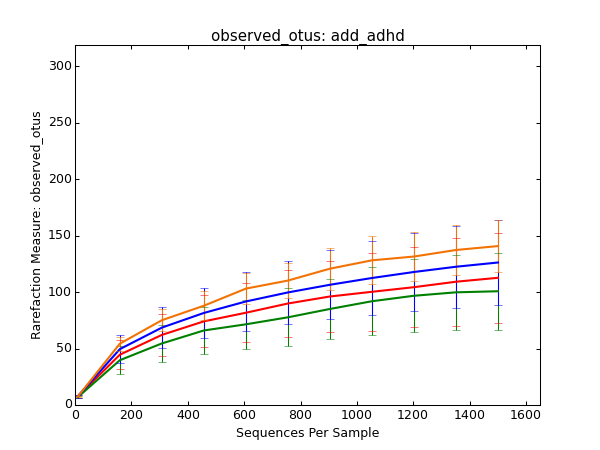 observed_otus: add_adhd
300
250
200
150
100
50
0
Rarefaction Measure: observed_otus
0 200 400 600 800 1000 1200 1400 1600
Sequences Per Sample